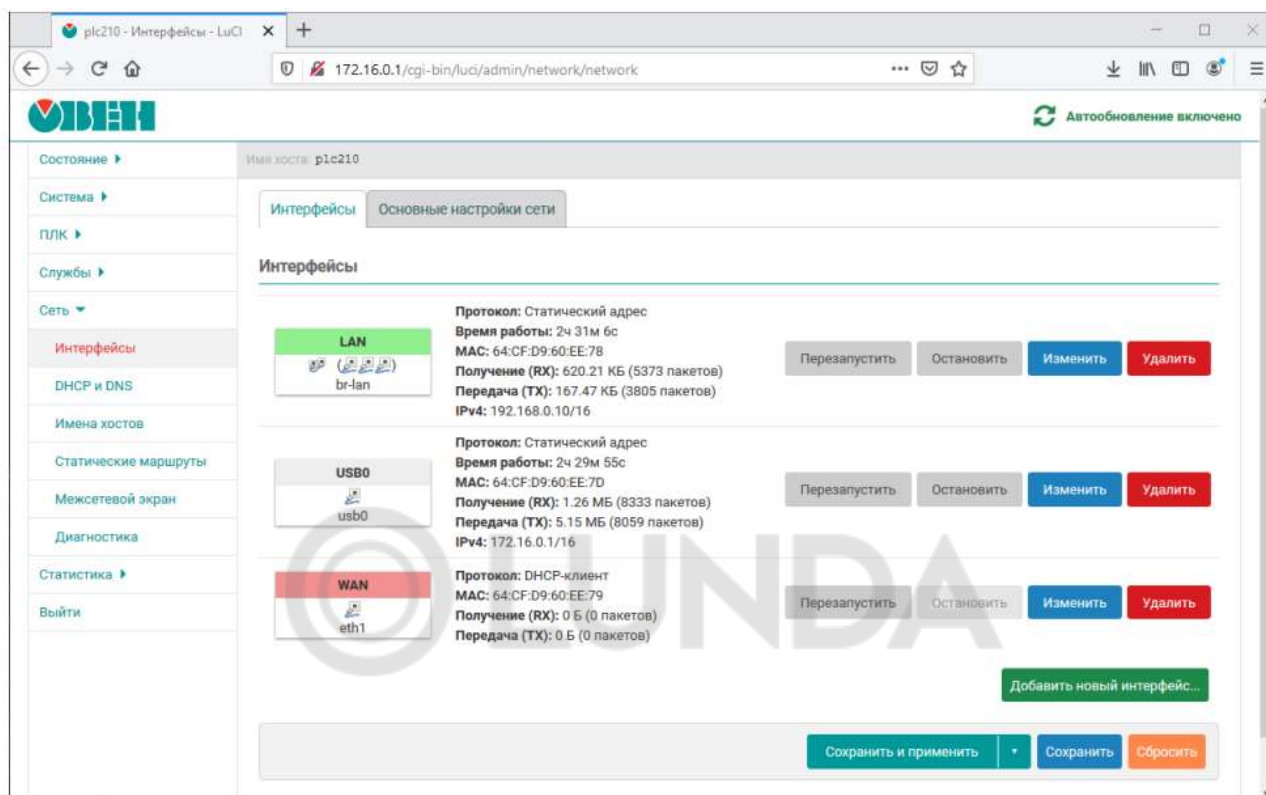 plc210 - Интерфейсы - LuCI
172.16.0.1/cgi-bin/luci/admin/network/network
ОВЕН
Автообновление включено
Состояние
Имя хоста: plc210
Система
ПЛК
Службы
Сеть
Интерфейсы
DHCP и DNS
Имена хостов
Статические маршруты
Межсетевой экран
Диагностика
Статистика
Выйти
Интерфейсы Основные настройки сети
Интерфейсы
LAN
br-lan
Протокол: Статический адрес
Время работы: 2ч 31м 6с
MAC: 64:CF:D9:60:EE:78
Получение (RX): 620.21 КБ (5373 пакетов)
Передача (TX): 167.47 КБ (3805 пакетов)
IPv4: 192.168.0.10/16
Перезапустить Остановить Изменить Удалить
USB0
usb0
Протокол: Статический адрес
Время работы: 2ч 29м 55с
MAC: 64:CF:D9:60:EE:7D
Получение (RX): 1.26 МБ (8333 пакетов)
Передача (TX): 5.15 МБ (8059 пакетов)
IPv4: 172.16.0.1/16
Перезапустить Остановить Изменить Удалить
WAN
eth1
Протокол: DHCP-клиент
MAC: 64:CF:D9:60:EE:79
Получение (RX): 0 Б (0 пакетов)
Передача (TX): 0 Б (0 пакетов)
Перезапустить Остановить Изменить Удалить
LUNDA
Добавить новый интерфейс...
Сохранить и применить Сохранить Сбросить